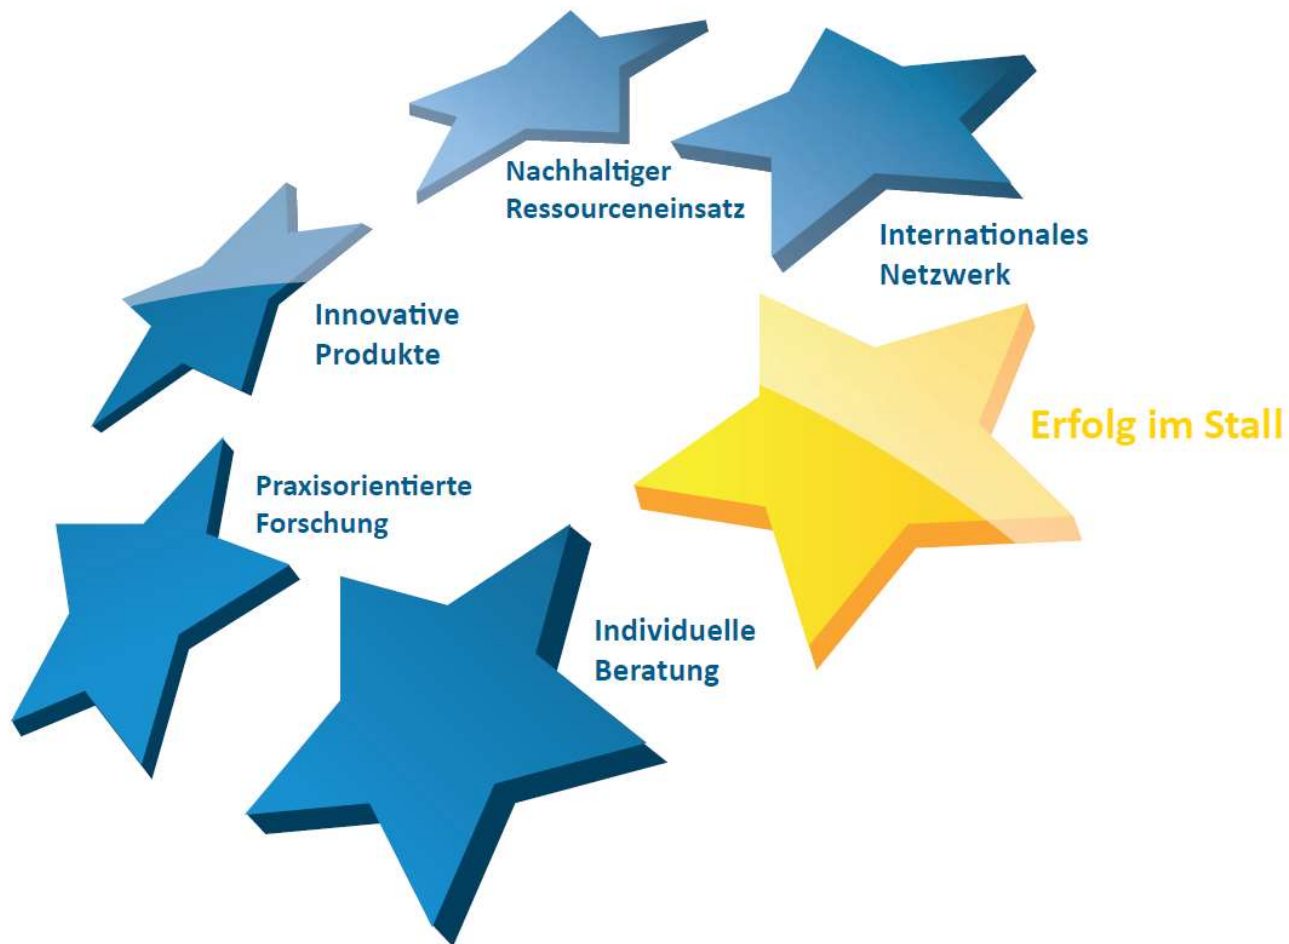 Nachhaltiger
Ressourceneinsatz
Internationales
Netzwerk
Innovative
Produkte
Erfolg im Stall
Praxisorientierte
Forschung
Individuelle
Beratung